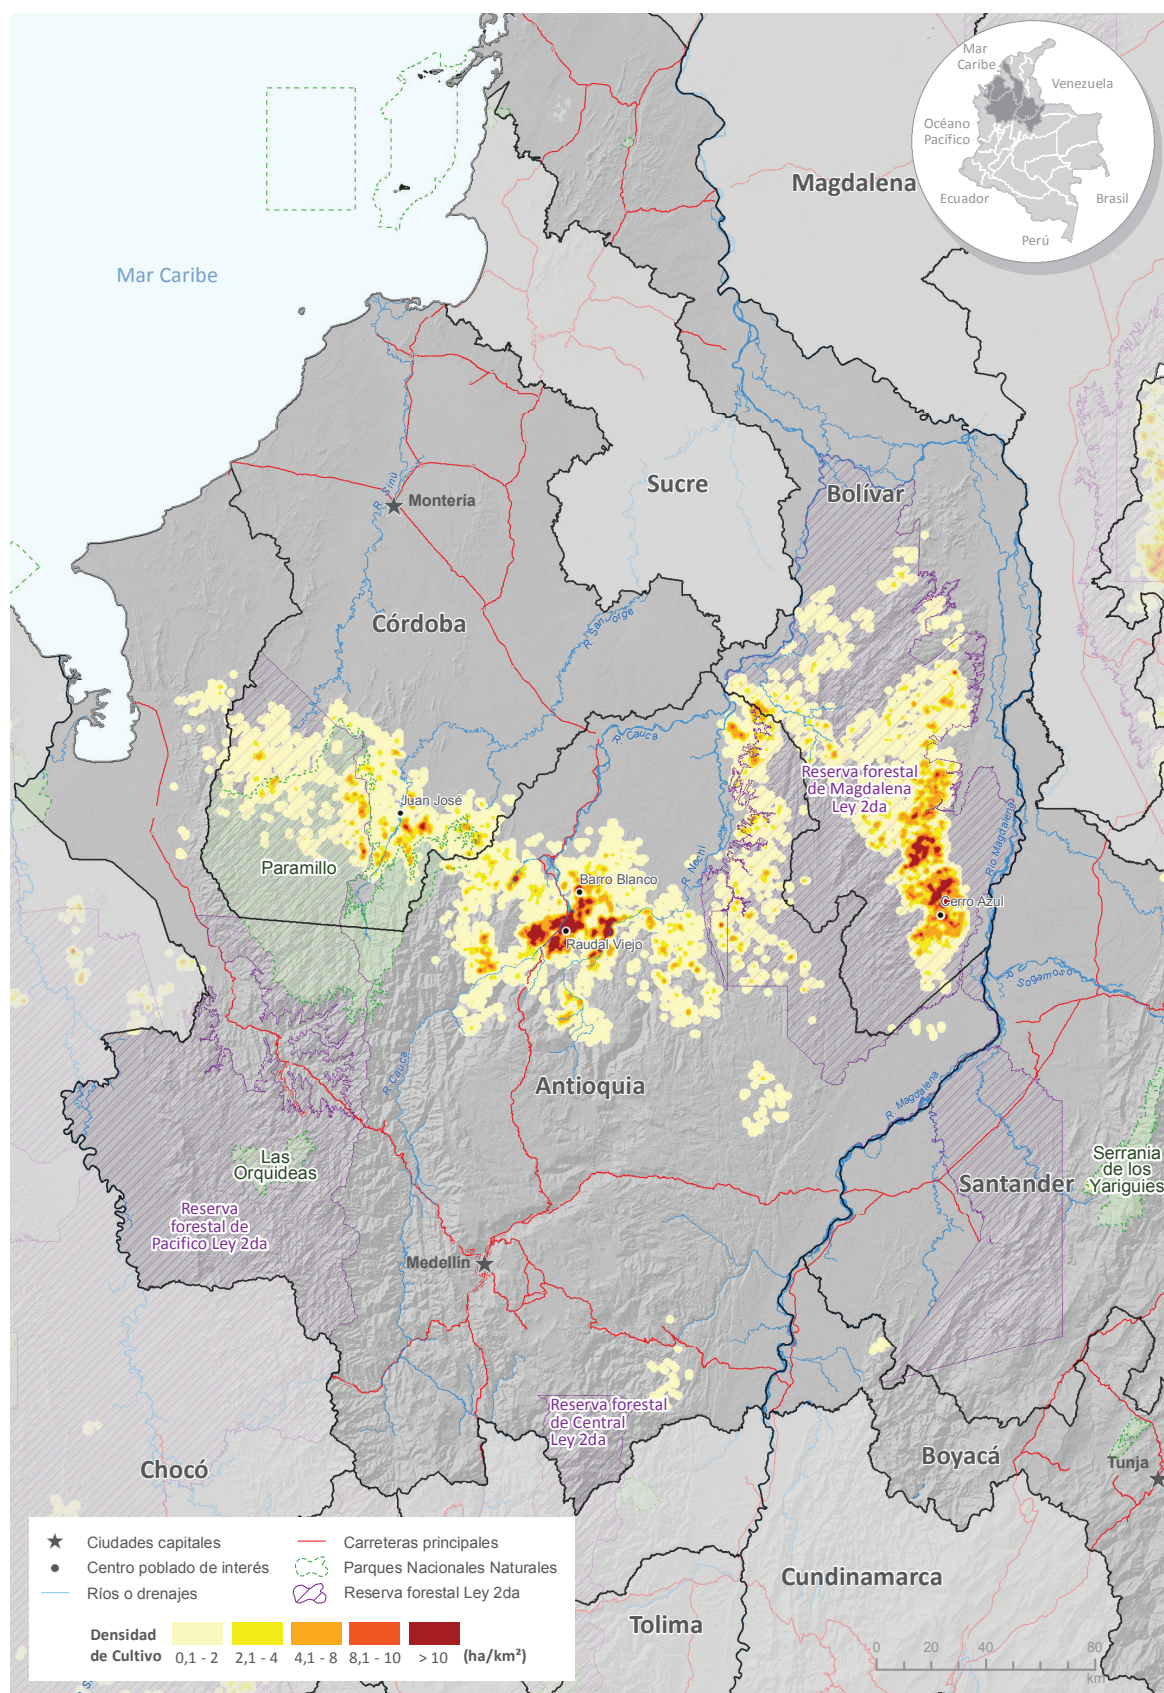 Mar
Caribe
Venezuela
Océano
Pacífico
Ecuador
Brasil
Perú
Magdalena
Mar Caribe
Sucre
Bolívar
R. Sinú
Montería
Córdoba
R. San Jorge
R. Cauca
Reserva forestal
de Magdalena
Ley 2da
Juan José
Río Magdalena
Paramillo
R. Nechí
Barro Blanco
Cerro Azul
Raudal Viejo
R. Sogamoso
R. Cauca
Antioquia
R. Magdalena
Las
Orquideas
Serrania
de los
Yariguies
Santander
Reserva
forestal de
Pacifico Ley 2da
Medellín
Reserva forestal
de Central
Ley 2da
Boyacá
Tunja
Chocó
Cundinamarca
Tolima
Ciudades capitales
Centro poblado de interés
Ríos o drenajes
Carreteras principales
Parques Nacionales Naturales
Reserva forestal Ley 2da
Densidad
de Cultivo
0,1 - 2
2,1 - 4
4,1 - 8
8,1 - 10
> 10
(ha/km²)
0 20 40 80
km